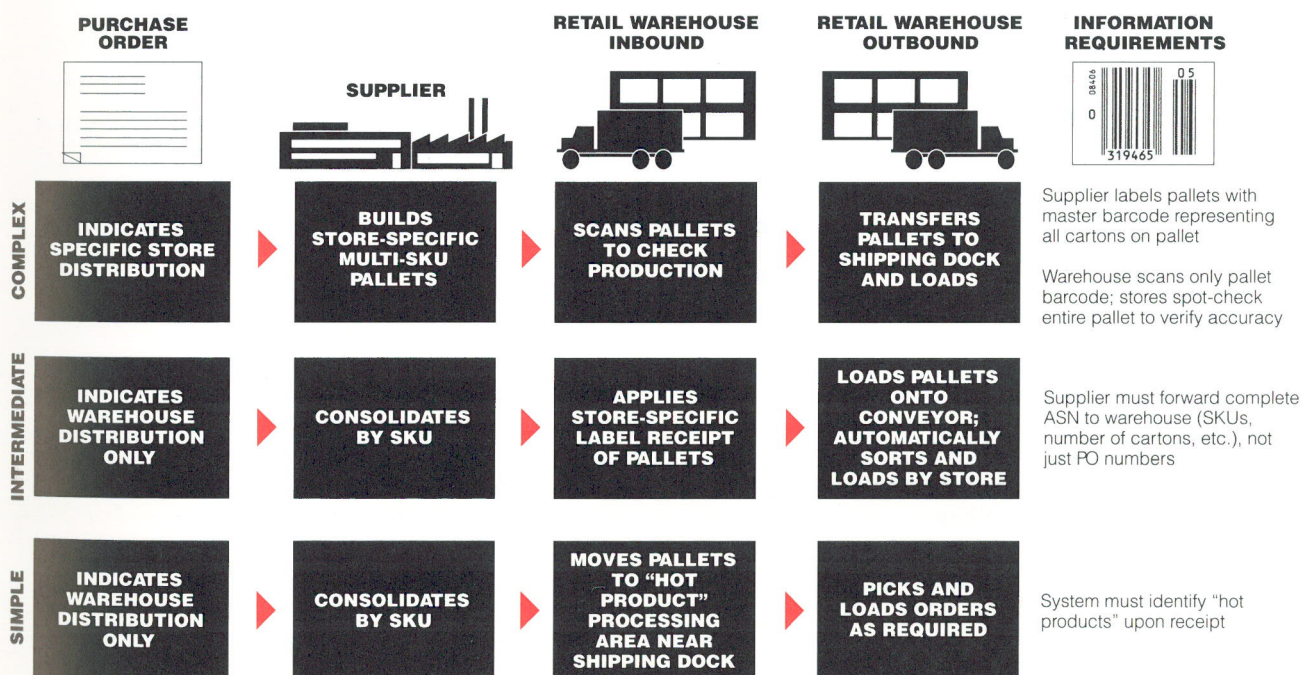 PURCHASE
ORDER
SUPPLIER
RETAIL WAREHOUSE
INBOUND
RETAIL WAREHOUSE
OUTBOUND
INFORMATION
REQUIREMENTS
08406
05
0
319465
COMPLEX
INDICATES
SPECIFIC STORE
DISTRIBUTION
BUILDS
STORE-SPECIFIC
MULTI-SKU
PALLETS
SCANS PALLETS
TO CHECK
PRODUCTION
TRANSFERS
PALLETS TO
SHIPPING DOCK
AND LOADS
Supplier labels pallets with
master barcode representing
all cartons on pallet
Warehouse scans only pallet
barcode; stores spot-check
entire pallet to verify accuracy
INTERMEDIATE
INDICATES
WAREHOUSE
DISTRIBUTION
ONLY
CONSOLIDATES
BY SKU
APPLIES
STORE-SPECIFIC
LABEL RECEIPT
OF PALLETS
LOADS PALLETS
ONTO
CONVEYOR;
AUTOMATICALLY
SORTS AND
LOADS BY STORE
Supplier must forward complete
ASN to warehouse (SKUs,
number of cartons, etc.), not
just PO numbers
SIMPLE
INDICATES
WAREHOUSE
DISTRIBUTION
ONLY
CONSOLIDATES
BY SKU
MOVES PALLETS
TO “HOT
PRODUCT”
PROCESSING
AREA NEAR
SHIPPING DOCK
PICKS AND
LOADS ORDERS
AS REQUIRED
System must identify “hot
products” upon receipt